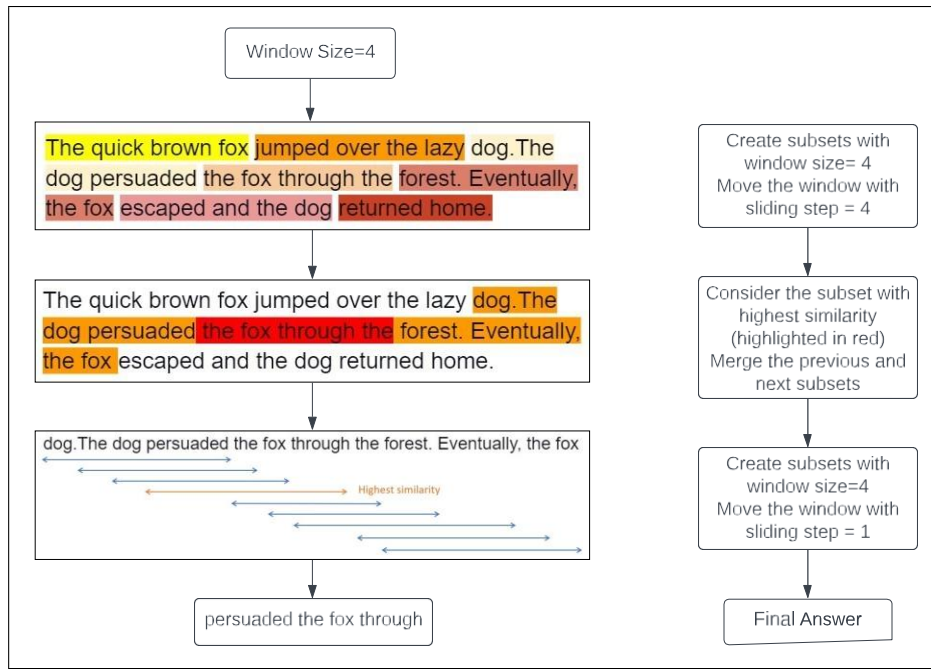 Window Size=4
The quick brown fox jumped over the lazy dog.The
dog persuaded the fox through the forest. Eventually,
the fox escaped and the dog returned home.
The quick brown fox jumped over the lazy dog.The
dog persuaded the fox through the forest. Eventually,
the fox escaped and the dog returned home.
dog.The dog persuaded the fox through the forest. Eventually, the fox
Highest similarity
persuaded the fox through
Create subsets with
window size= 4
Move the window with
sliding step = 4
Consider the subset with
highest similarity
(highlighted in red)
Merge the previous and
next subsets
Create subsets with
window size=4
Move the window with
sliding step = 1
Final Answer